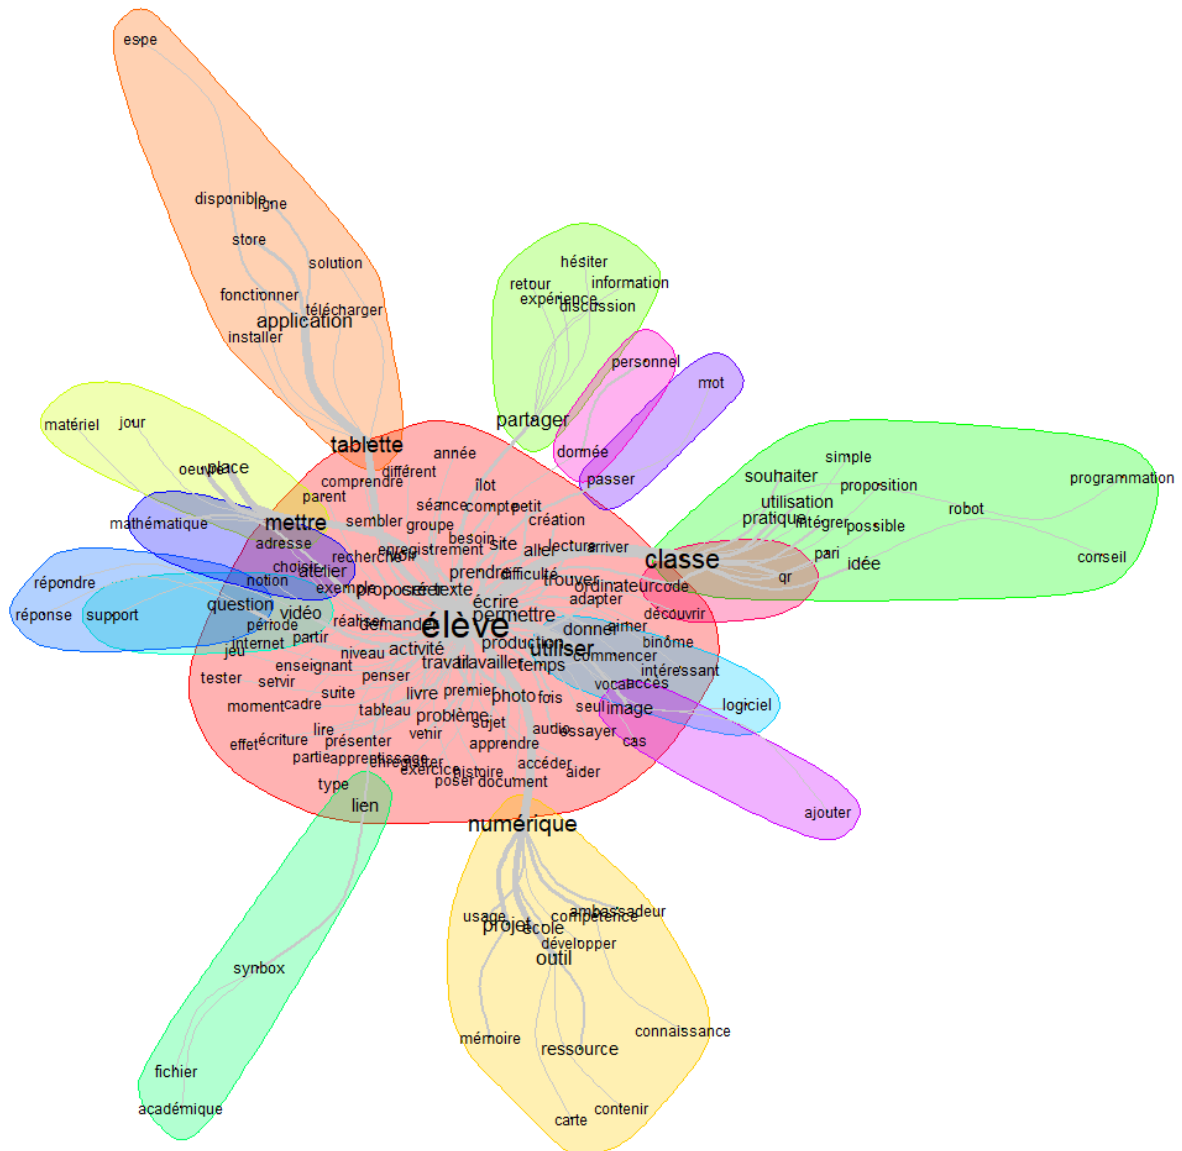 espe
disponible
ligne
store
solution
fonctionner
télécharger
application
installer
hésiter
retour
information
expérience
discussion
personnel
mot
partager
matériel
jour
tablette
année
donnée
simple
différent
souhaiter
programmation
oeuvre
place
comprendre
îlot
passer
proposition
parent
utilisation
séance
compte
petit
robot
mathématique
mettre
sembler
groupe
création
pratique
intégrer
possible
besoin
adresse
site
enregistrement
voir
aller
lecture
arriver
recherche
classe
pari
conseil
choisir
atelier
prendre
difficulté
trouver
idée
qr
répondre
notion
exemple
proposer
créer
texte
ordinateur
code
écrire
adapter
question
vidéo
permettre
découvrir
réponse
support
période
réaliser
demander
élève
donner
aimer
internet
partir
production
binôme
jeu
niveau
activité
utiliser
commencer
enseignant
travail
travailler
temps
intéressant
tester
servir
penser
vocal
accès
suite
livre
premier
photo
fois
moment
cadre
tableau
seul
image
logiciel
problème
sujet
lire
venir
audio
essayer
effet
écriture
présenter
apprendre
cas
partie
apprentissage
enregistrer
exercice
histoire
accéder
aider
type
poser
document
lien
ajouter
numérique
usage
projet
école
compétence
ambassadeur
développer
outil
synbox
connaissance
mémoire
ressource
fichier
académique
contenir
carte